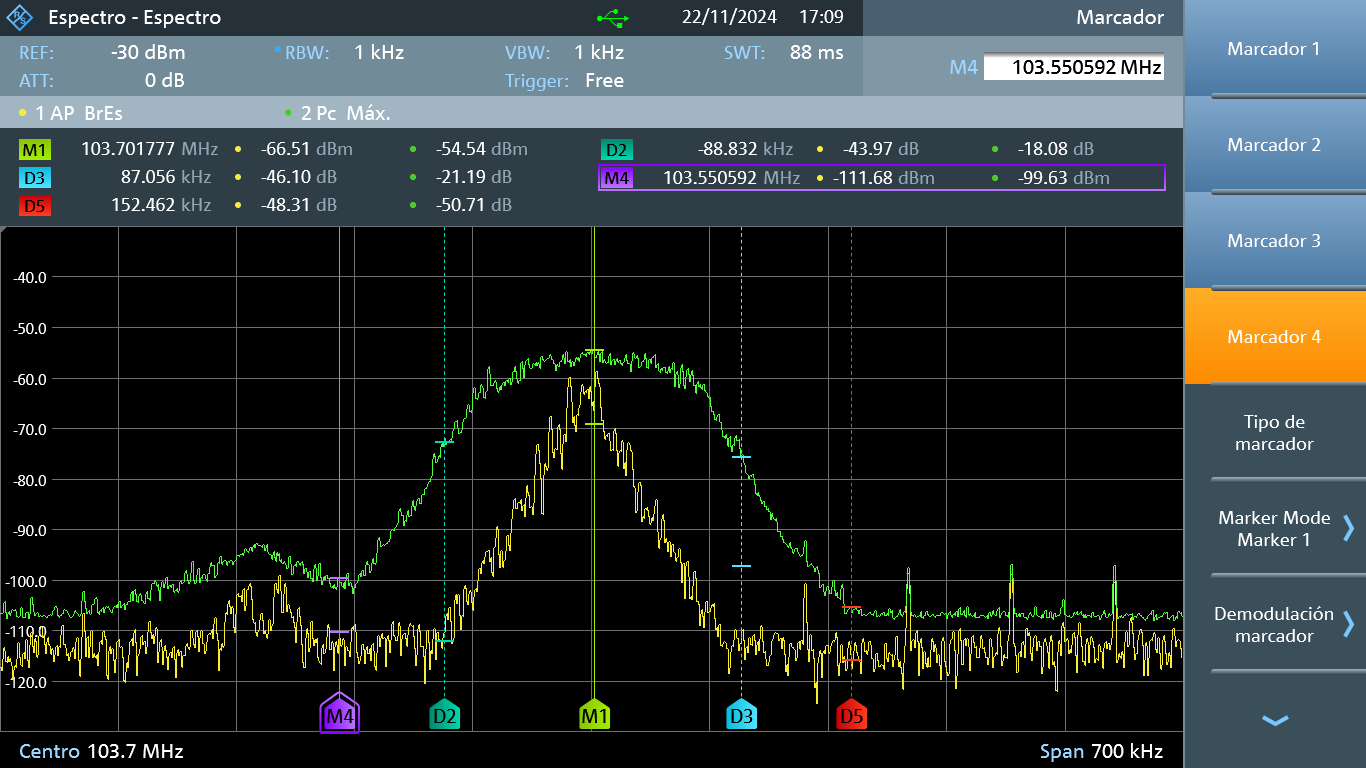 Espectro - Espectro 22/11/2024 17:09 Marcador
REF: -30 dBm RBW: 1 kHz VBW: 1 kHz SWT: 88 ms
M4 103.550592 MHz
ATT: 0 dB Trigger: Free
1 AP BrEs 2 Pc Máx.
M1 103.701777 MHz -66.51 dBm -54.54 dBm D2 -88.832 kHz -43.97 dB -18.08 dB
D3 87.056 kHz -46.10 dB -21.19 dB M4 103.550592 MHz -111.68 dBm -99.63 dBm
D5 152.462 kHz -48.31 dB -50.71 dB
-40.0
-50.0
-60.0
-70.0
-80.0
-90.0
-100.0
-110.0
-120.0
M4 D2 M1 D3 D5
Centro 103.7 MHz Span 700 kHz
Marcador 1
Marcador 2
Marcador 3
Marcador 4
Tipo de
marcador
Marker Mode
Marker 1
Demodulación
marcador